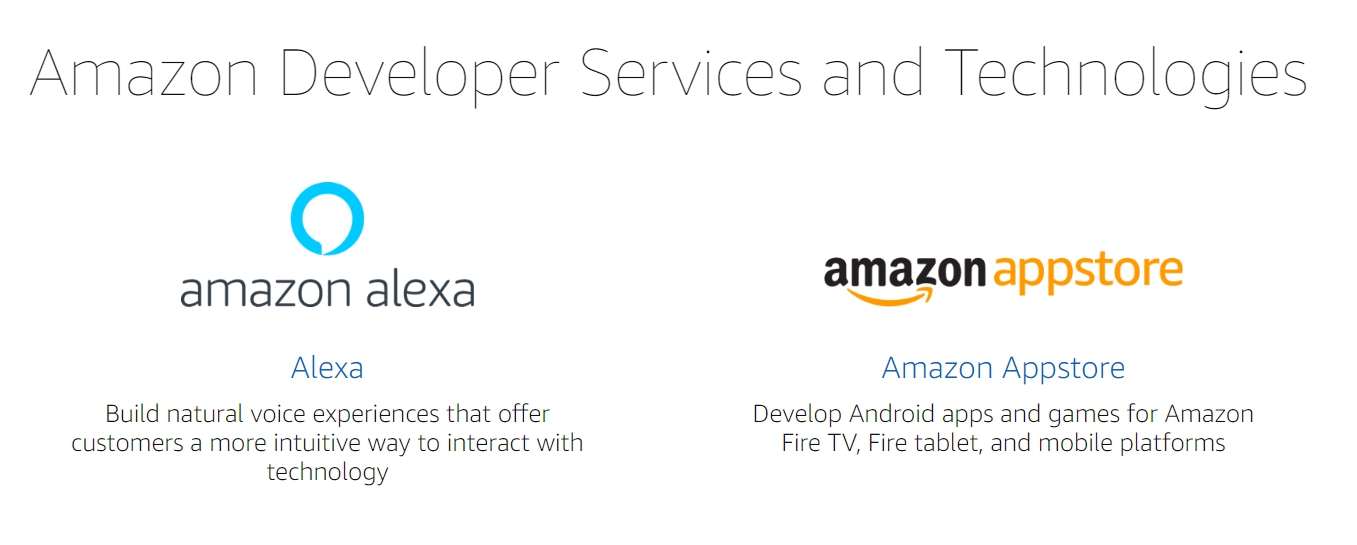 Amazon Developer Services and Technologies
amazon alexa
Alexa
Build natural voice experiences that offer
customers a more intuitive way to interact with
technology
amazon appstore
Amazon Appstore
Develop Android apps and games for Amazon
Fire TV, Fire tablet, and mobile platforms